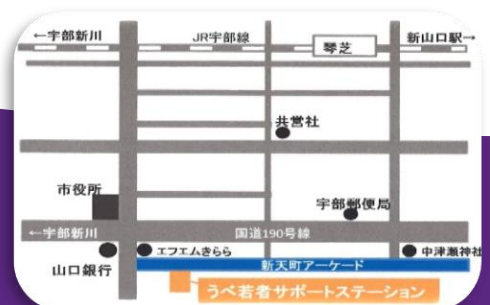 ←宇部新川
JR宇部線
琴芝
新山口駅→
共営社
市役所
宇部郵便局
←宇部新川
国道190号線
エフエムきらら
中津瀬神社
山口銀行
新天町アーケード
うべ若者サポートステーション